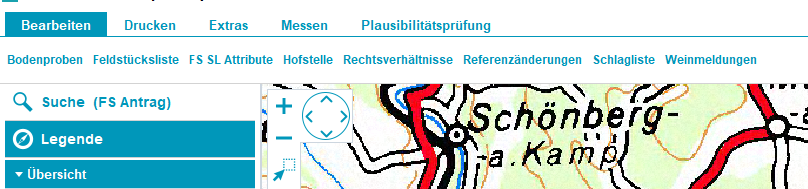 Bearbeiten Drucken Extras Messen Plausibilitätsprüfung
Bodenproben Feldstücksliste FS SL Attribute Hofstelle Rechtsverhältnisse Referenzänderungen Schlagliste Weinmeldungen
Suche (FS Antrag)
Legende
Übersicht
Schönberg-
-a.Kamp